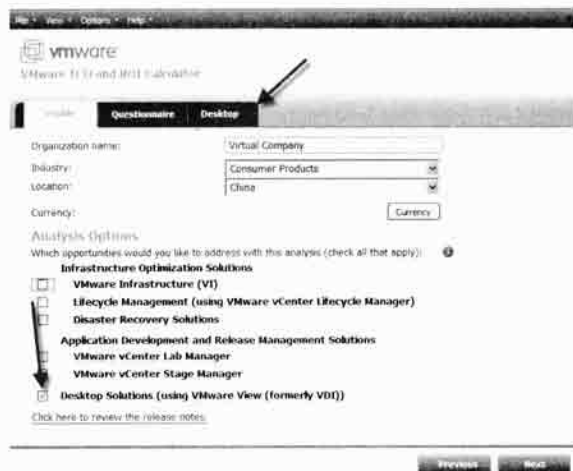 File View Options Help
vmware
VMware TCO and ROI Calculator
Questionnaire Desktop
Organization name: Virtual Company
Industry: Consumer Products
Location: China
Currency: Currency
Analysis Options
Which opportunities would you like to address with this analysis (check all that apply):
Infrastructure Optimization Solutions
VMware Infrastructure (VI)
Lifecycle Management (using VMware vCenter Lifecycle Manager)
Disaster Recovery Solutions
Application Development and Release Management Solutions
VMware vCenter Lab Manager
VMware vCenter Stage Manager
Desktop Solutions (using VMware View (formerly VDI))
Click here to review the release notes.
Previous Next